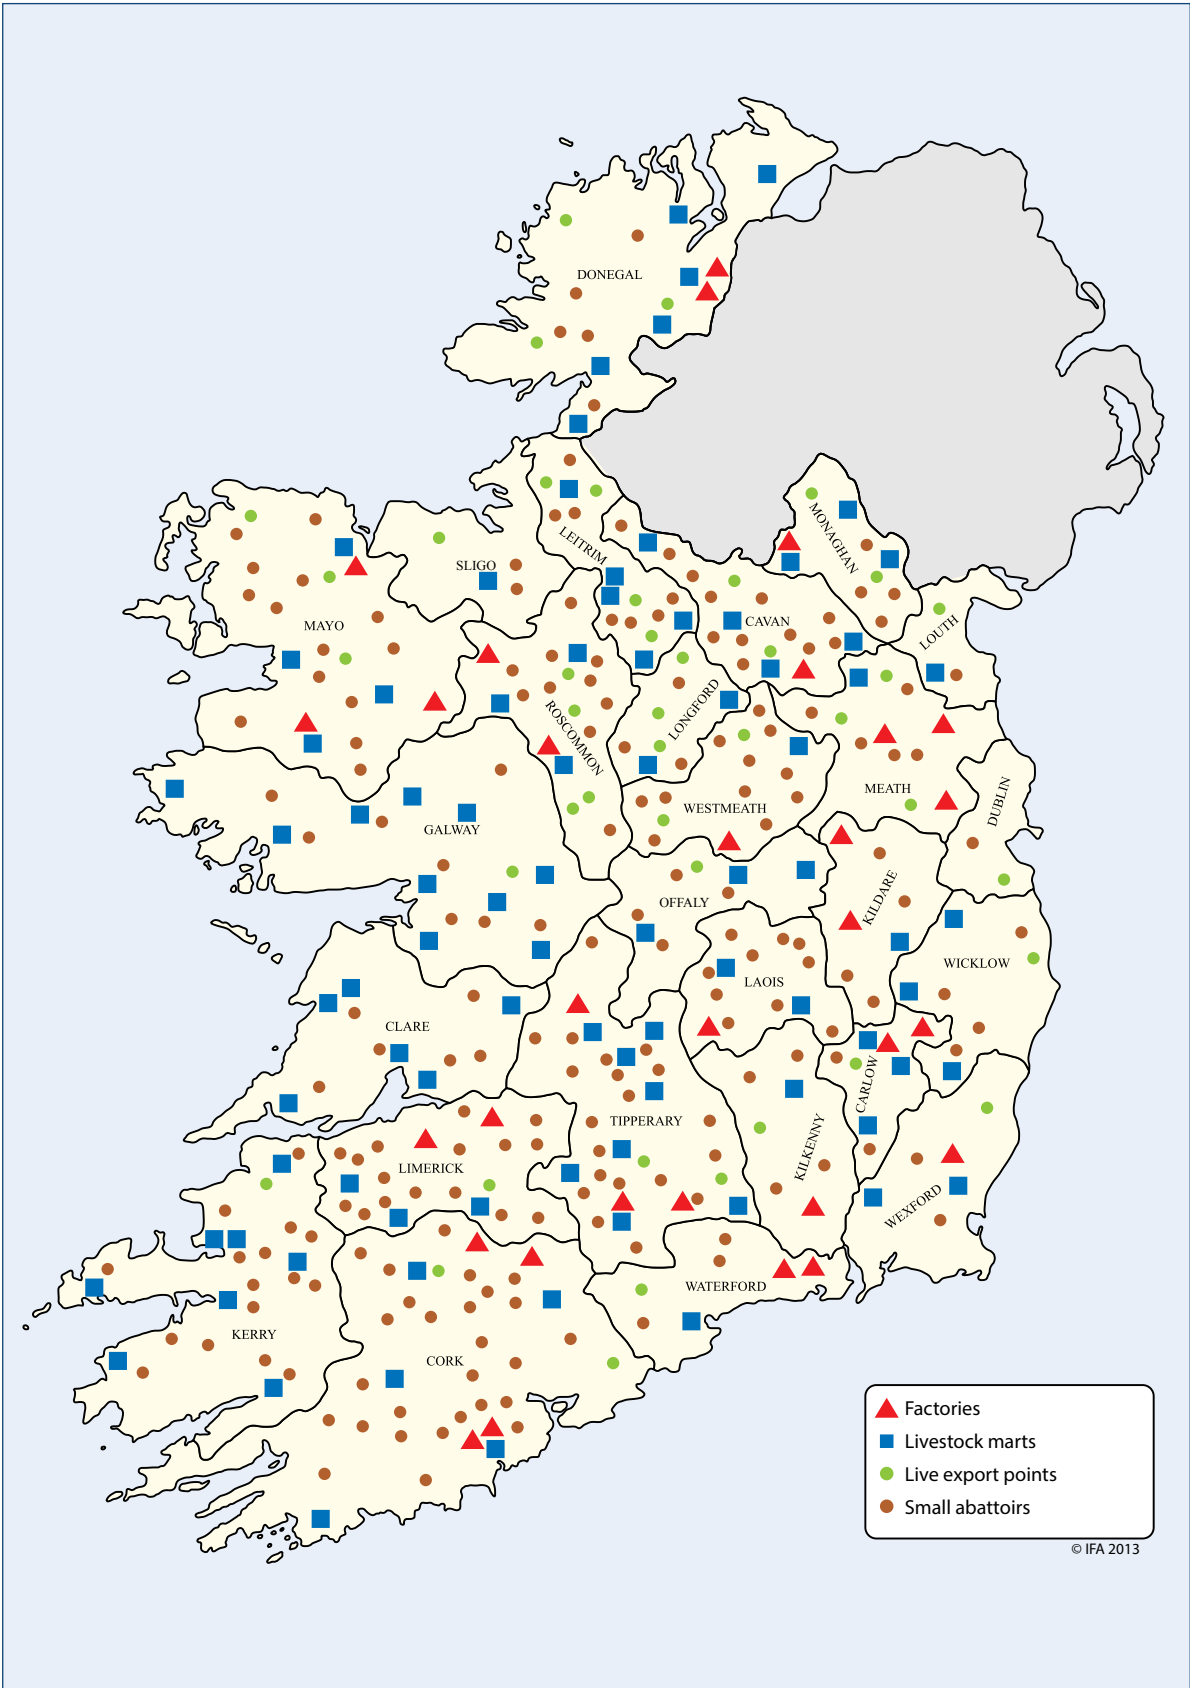 DONEGAL
MONAGHAN
LEITRIM
SLIGO
LOUTH
CAVAN
MAYO
LONGFORD
ROSCOMMON
MEATH
DUBLIN
WESTMEATH
GALWAY
KILDARE
OFFALY
WICKLOW
LAOIS
CLARE
CARLOW
TIPPERARY
KILKENNY
LIMERICK
WEXFORD
WATERFORD
KERRY
CORK
Factories
Livestock marts
Live export points
Small abattoirs
© IFA 2013